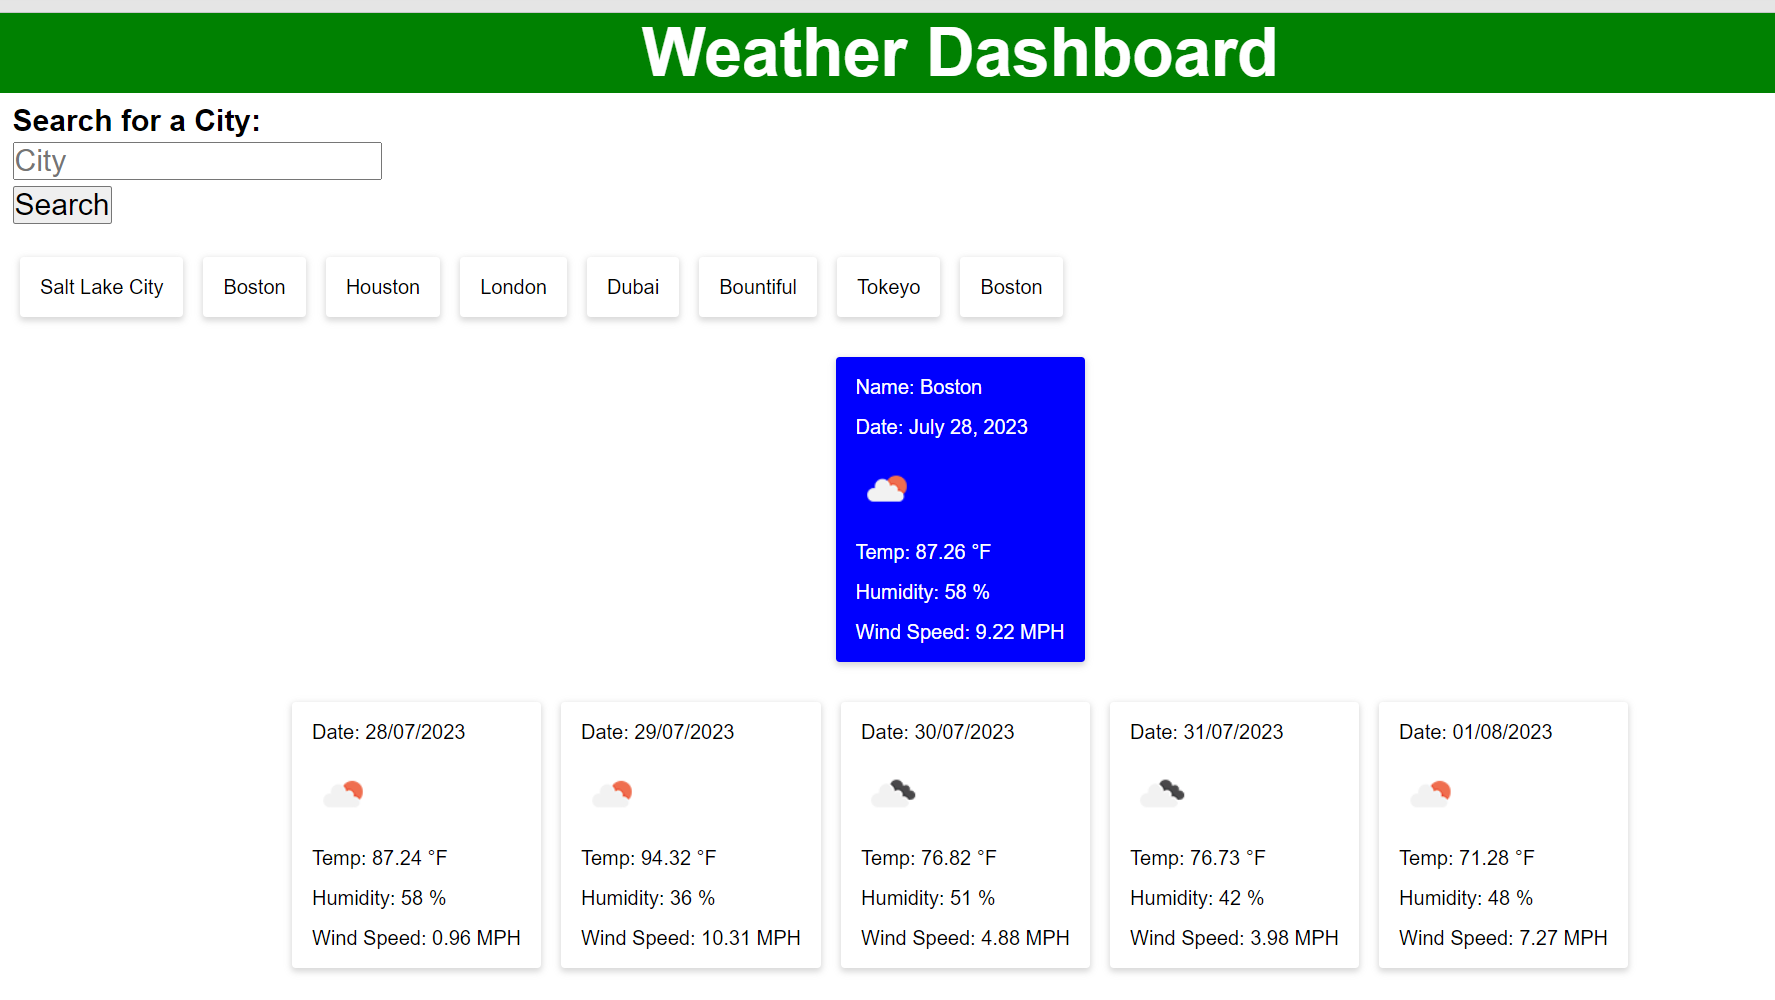 Weather Dashboard
Search for a City:
City
Search
Salt Lake City
Boston
Houston
London
Dubai
Bountiful
Tokeyo
Boston
Name: Boston
Date: July 28, 2023
Temp: 87.26 °F
Humidity: 58 %
Wind Speed: 9.22 MPH
Date: 28/07/2023
Temp: 87.24 °F
Humidity: 58 %
Wind Speed: 0.96 MPH
Date: 29/07/2023
Temp: 94.32 °F
Humidity: 36 %
Wind Speed: 10.31 MPH
Date: 30/07/2023
Temp: 76.82 °F
Humidity: 51 %
Wind Speed: 4.88 MPH
Date: 31/07/2023
Temp: 76.73 °F
Humidity: 42 %
Wind Speed: 3.98 MPH
Date: 01/08/2023
Temp: 71.28 °F
Humidity: 48 %
Wind Speed: 7.27 MPH